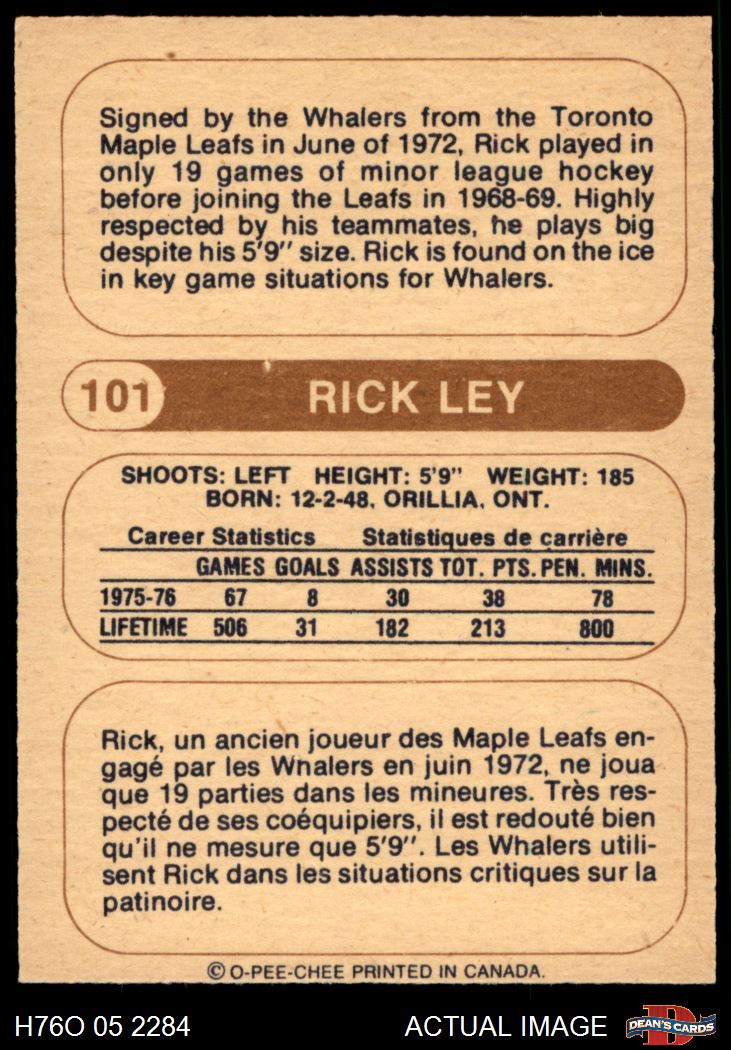 Signed by the Whalers from the Toronto
Maple Leafs in June of 1972, Rick played in
only 19 games of minor league hockey
before joining the Leafs in 1968-69. Highly
respected by his teammates, he plays big
despite his 5'9" size. Rick is found on the ice
in key game situations for Whalers.
101 RICK LEY
SHOOTS: LEFT HEIGHT: 5'9" WEIGHT: 185
BORN: 12-2-48, ORILLIA, ONT.
Career Statistics Statistiques de carrière
GAMES GOALS ASSISTS TOT. PTS. PEN. MINS.
1975-76 67 8 30 38 78
LIFETIME 506 31 182 213 800
Rick, un ancien joueur des Maple Leafs en-
gagé par les Whalers en juin 1972, ne joua
que 19 parties dans les mineures. Très res-
pecté de ses coéquipiers, il est redouté bien
qu'il ne mesure que 5'9". Les Whalers utili-
sent Rick dans les situations critiques sur la
patinoire.
© O-PEE-CHEE PRINTED IN CANADA.
H76O 05 2284 ACTUAL IMAGE D DEAN'S CARDS